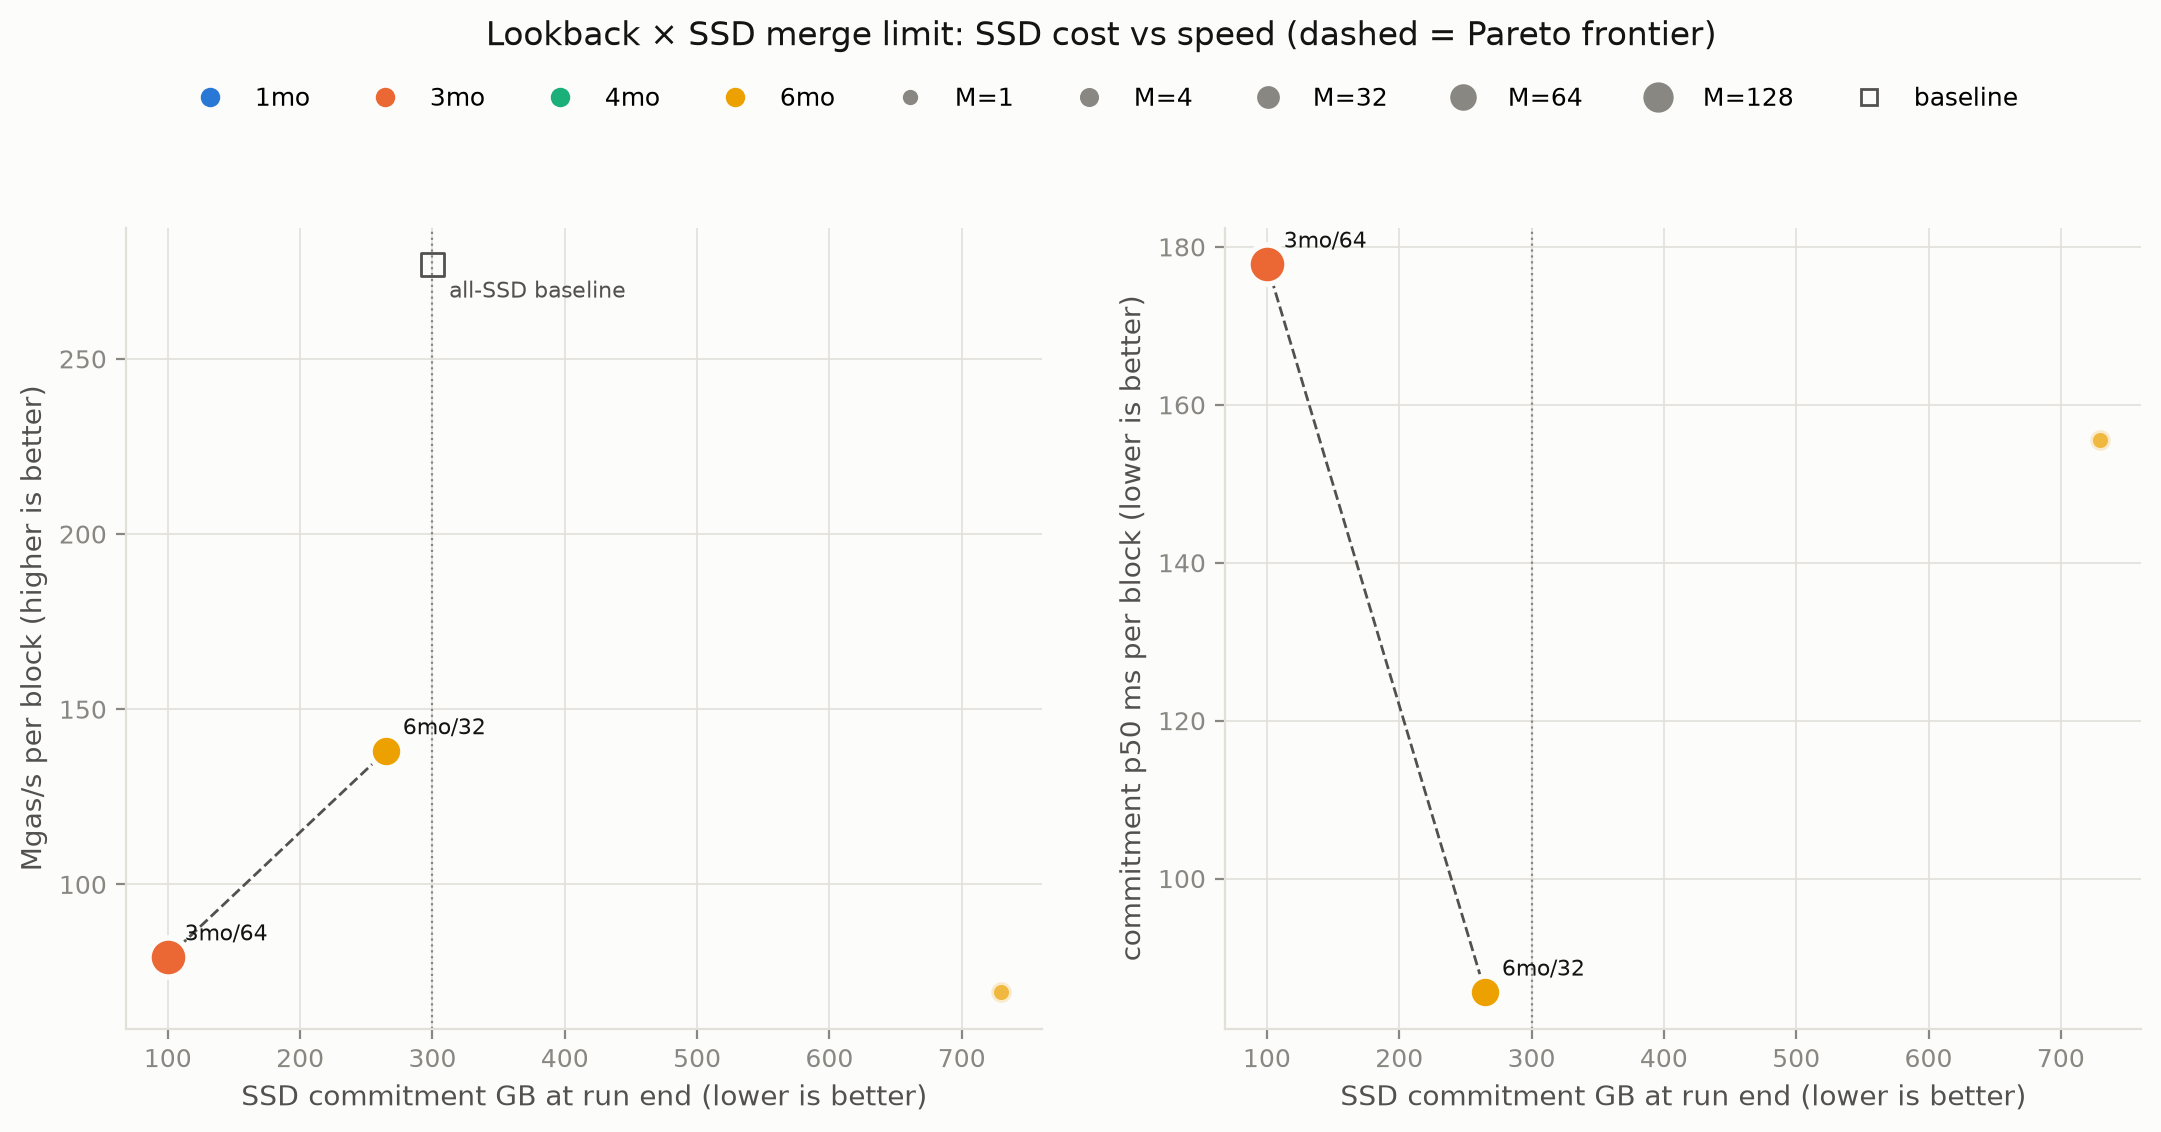 Lookback × SSD merge limit: SSD cost vs speed (dashed = Pareto frontier)
1mo 3mo 4mo 6mo M=1 M=4 M=32 M=64 M=128 baseline
Mgas/s per block (higher is better)
250
200
150
100
all-SSD baseline
6mo/32
3mo/64
100 200 300 400 500 600 700
SSD commitment GB at run end (lower is better)
commitment p50 ms per block (lower is better)
180
160
140
120
100
3mo/64
6mo/32
100 200 300 400 500 600 700
SSD commitment GB at run end (lower is better)